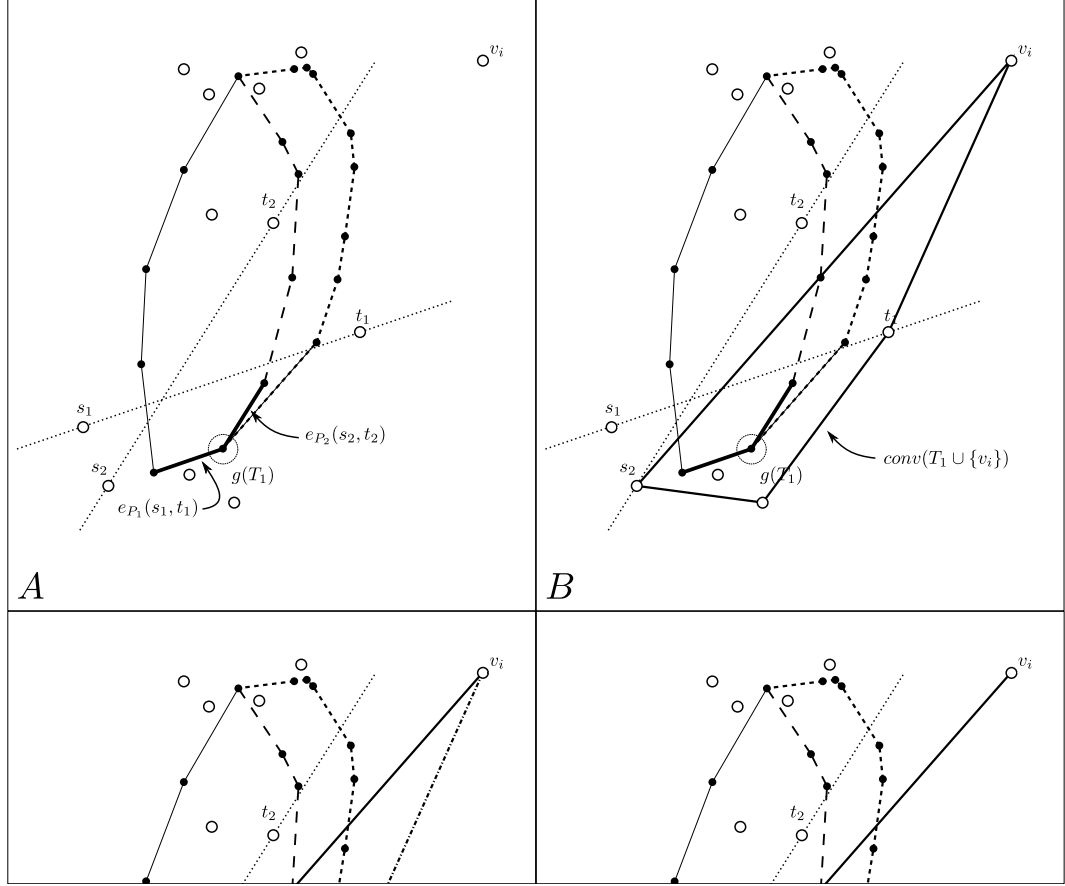 v_i
t_2
t_1
s_1
s_2
e_{P_2}(s_2, t_2)
g(T_1)
e_{P_1}(s_1, t_1)
A
v_i
t_2
t_1
s_1
s_2
conv(T_1 ∪ {v_i})
g(T_1)
B
v_i
t_2
v_i
t_2